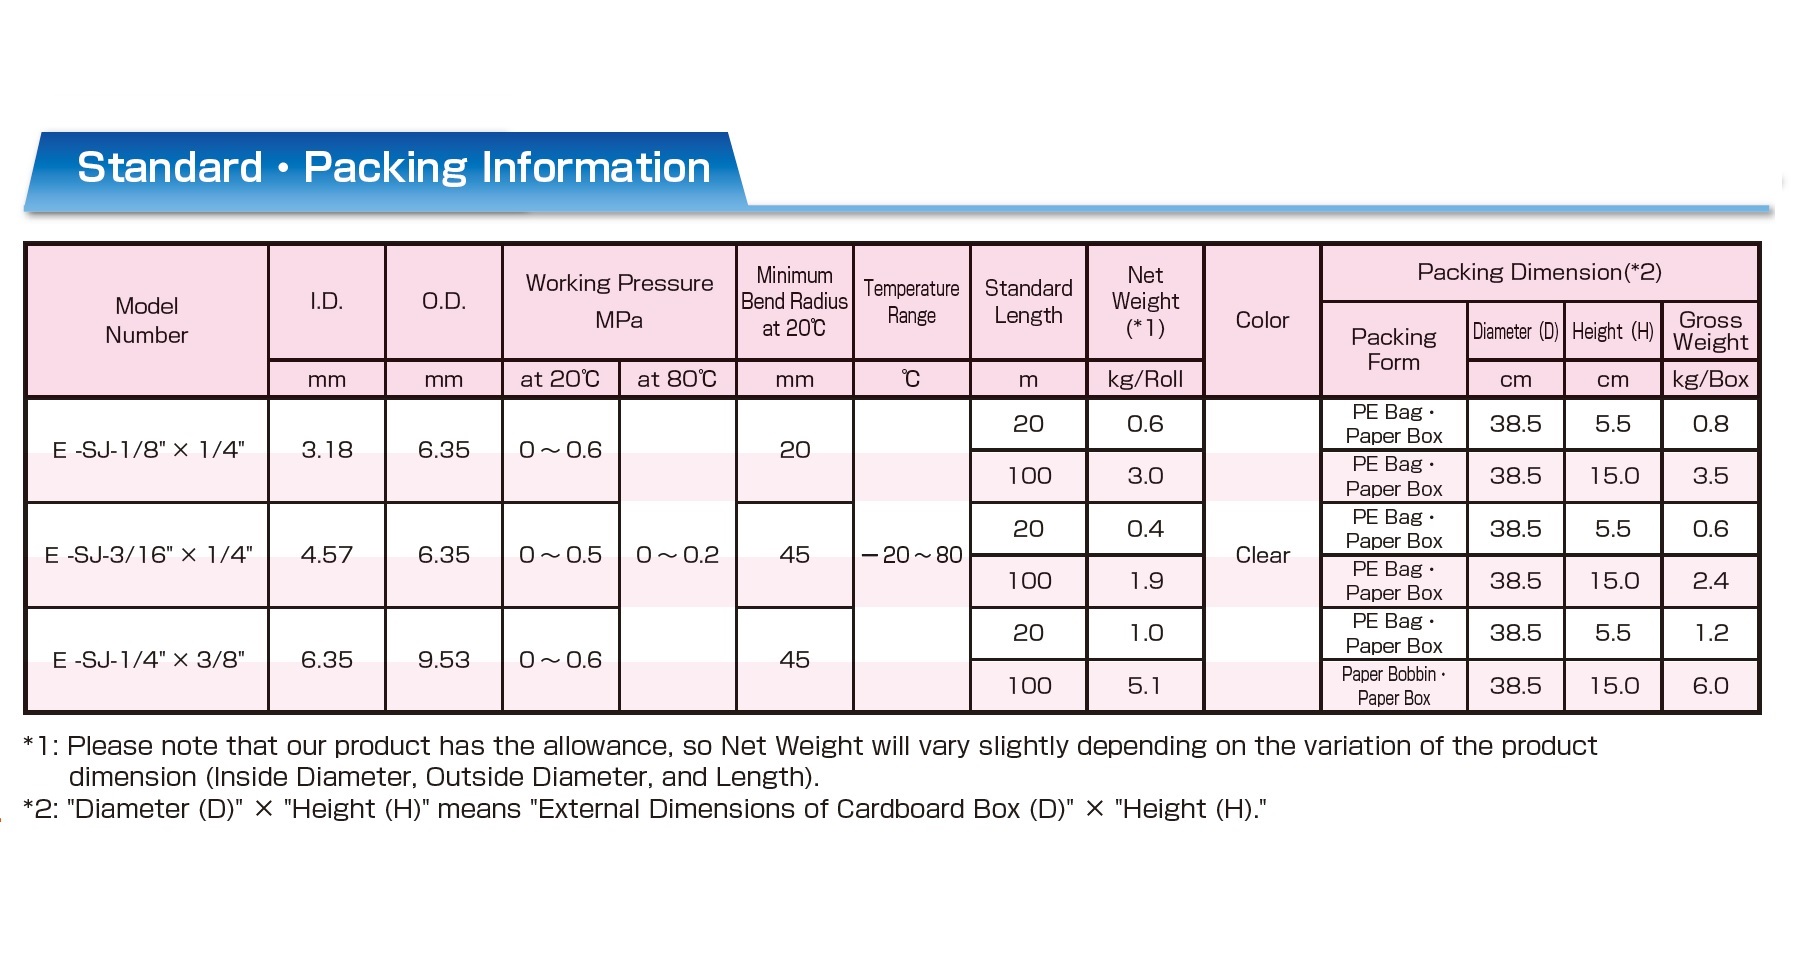 Standard・Packing Information
Model Number I.D. O.D. Working Pressure MPa Minimum Bend Radius at 20℃ Temperature Range Standard Length Net Weight (*1) Color Packing Dimension(*2)
Packing Form Diameter (D) Height (H) Gross Weight
mm mm at 20℃ at 80℃ mm ℃ m kg/Roll cm cm kg/Box
E -SJ-1/8" × 1/4" 3.18 6.35 0～0.6 20 20 0.6 PE Bag・Paper Box 38.5 5.5 0.8
100 3.0 PE Bag・Paper Box 38.5 15.0 3.5
E -SJ-3/16" × 1/4" 4.57 6.35 0～0.5 0～0.2 45 －20～80 20 0.4 Clear PE Bag・Paper Box 38.5 5.5 0.6
100 1.9 PE Bag・Paper Box 38.5 15.0 2.4
E -SJ-1/4" × 3/8" 6.35 9.53 0～0.6 45 20 1.0 PE Bag・Paper Box 38.5 5.5 1.2
100 5.1 Paper Bobbin・Paper Box 38.5 15.0 6.0
*1: Please note that our product has the allowance, so Net Weight will vary slightly depending on the variation of the product
dimension (Inside Diameter, Outside Diameter, and Length).
*2: "Diameter (D)" × "Height (H)" means "External Dimensions of Cardboard Box (D)" × "Height (H)."